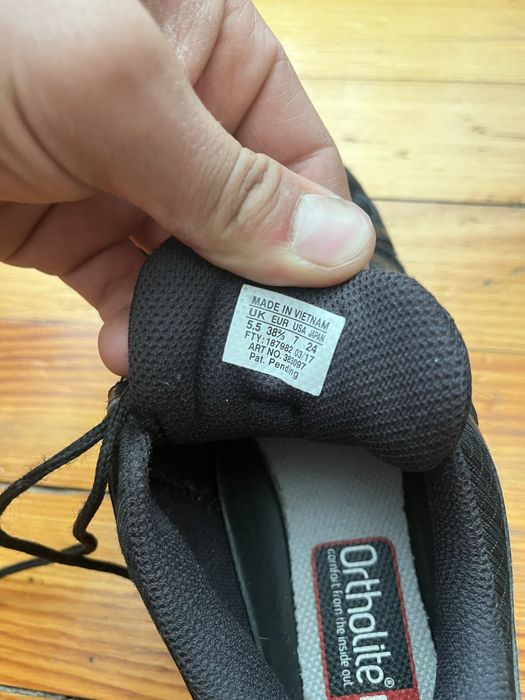 MADE IN VIETNAM
UK EUR USA JAPAN
5.5 38⅔ 7 24
FTY:187982 03/17
ART NO. 383097
Pat. Pending
Ortholite®
comfort from the inside out